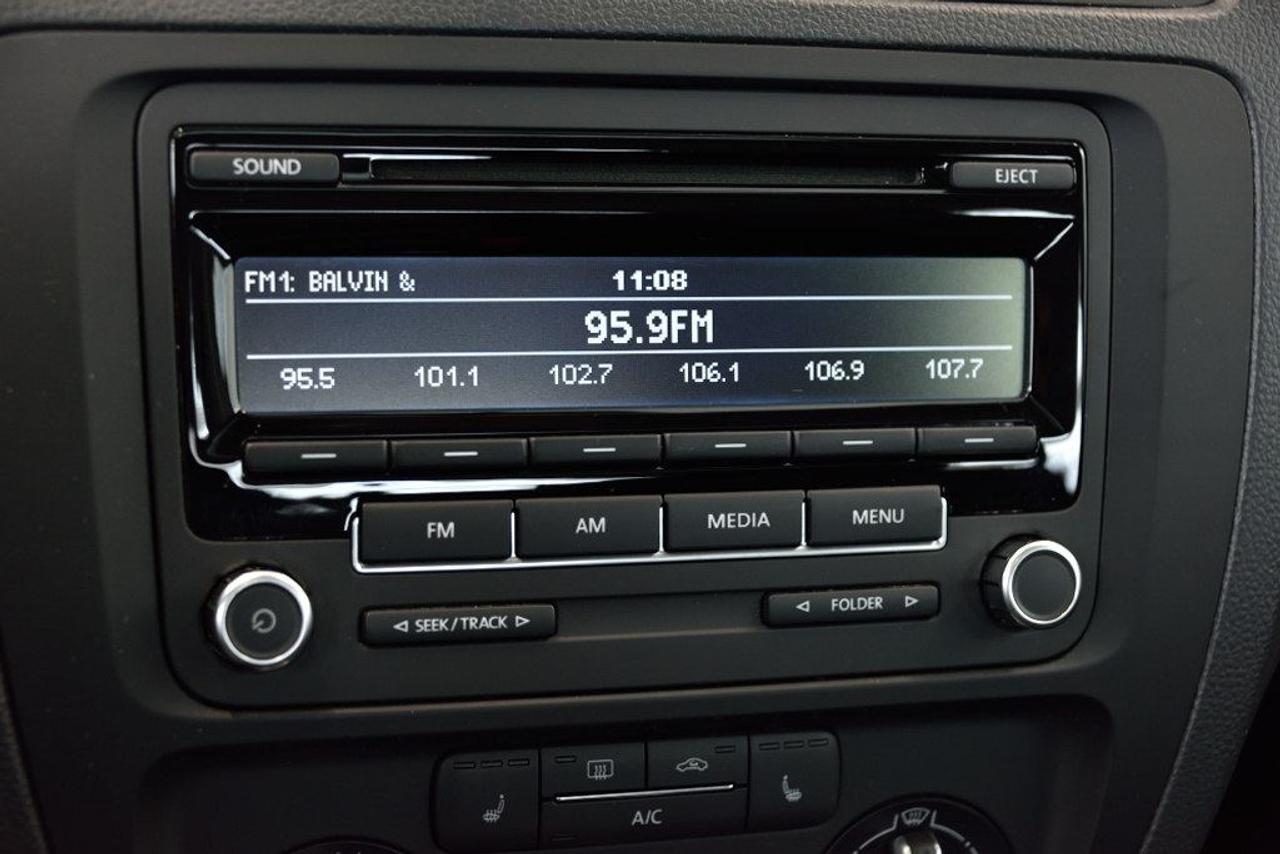 SOUND
EJECT
FM1: BALVIN & 11:08
95.9FM
95.5 101.1 102.7 106.1 106.9 107.7
FM AM MEDIA MENU
SEEK/TRACK
FOLDER
A/C